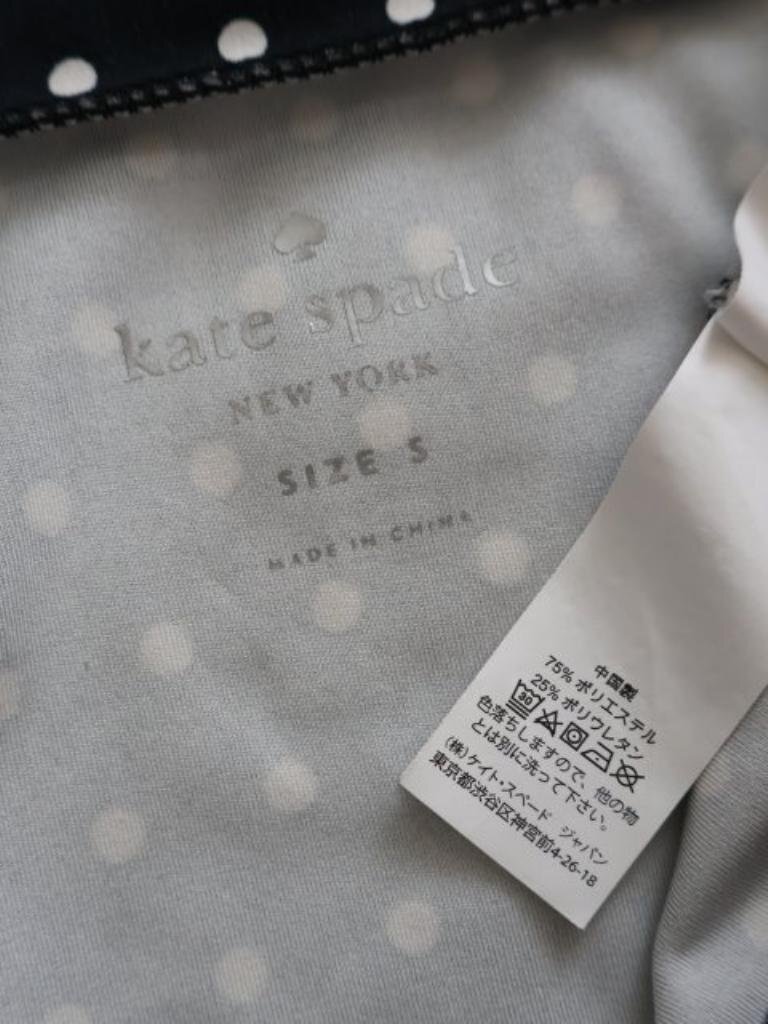 kate spade
NEW YORK
SIZE S
MADE IN CHINA
中国製
75% ポリエステル
25% ポリウレタン
30
色落ちしますので、他の物
とは別に洗って下さい。
(株)ケイト・スペード ジャパン
東京都渋谷区神宮前4-26-18